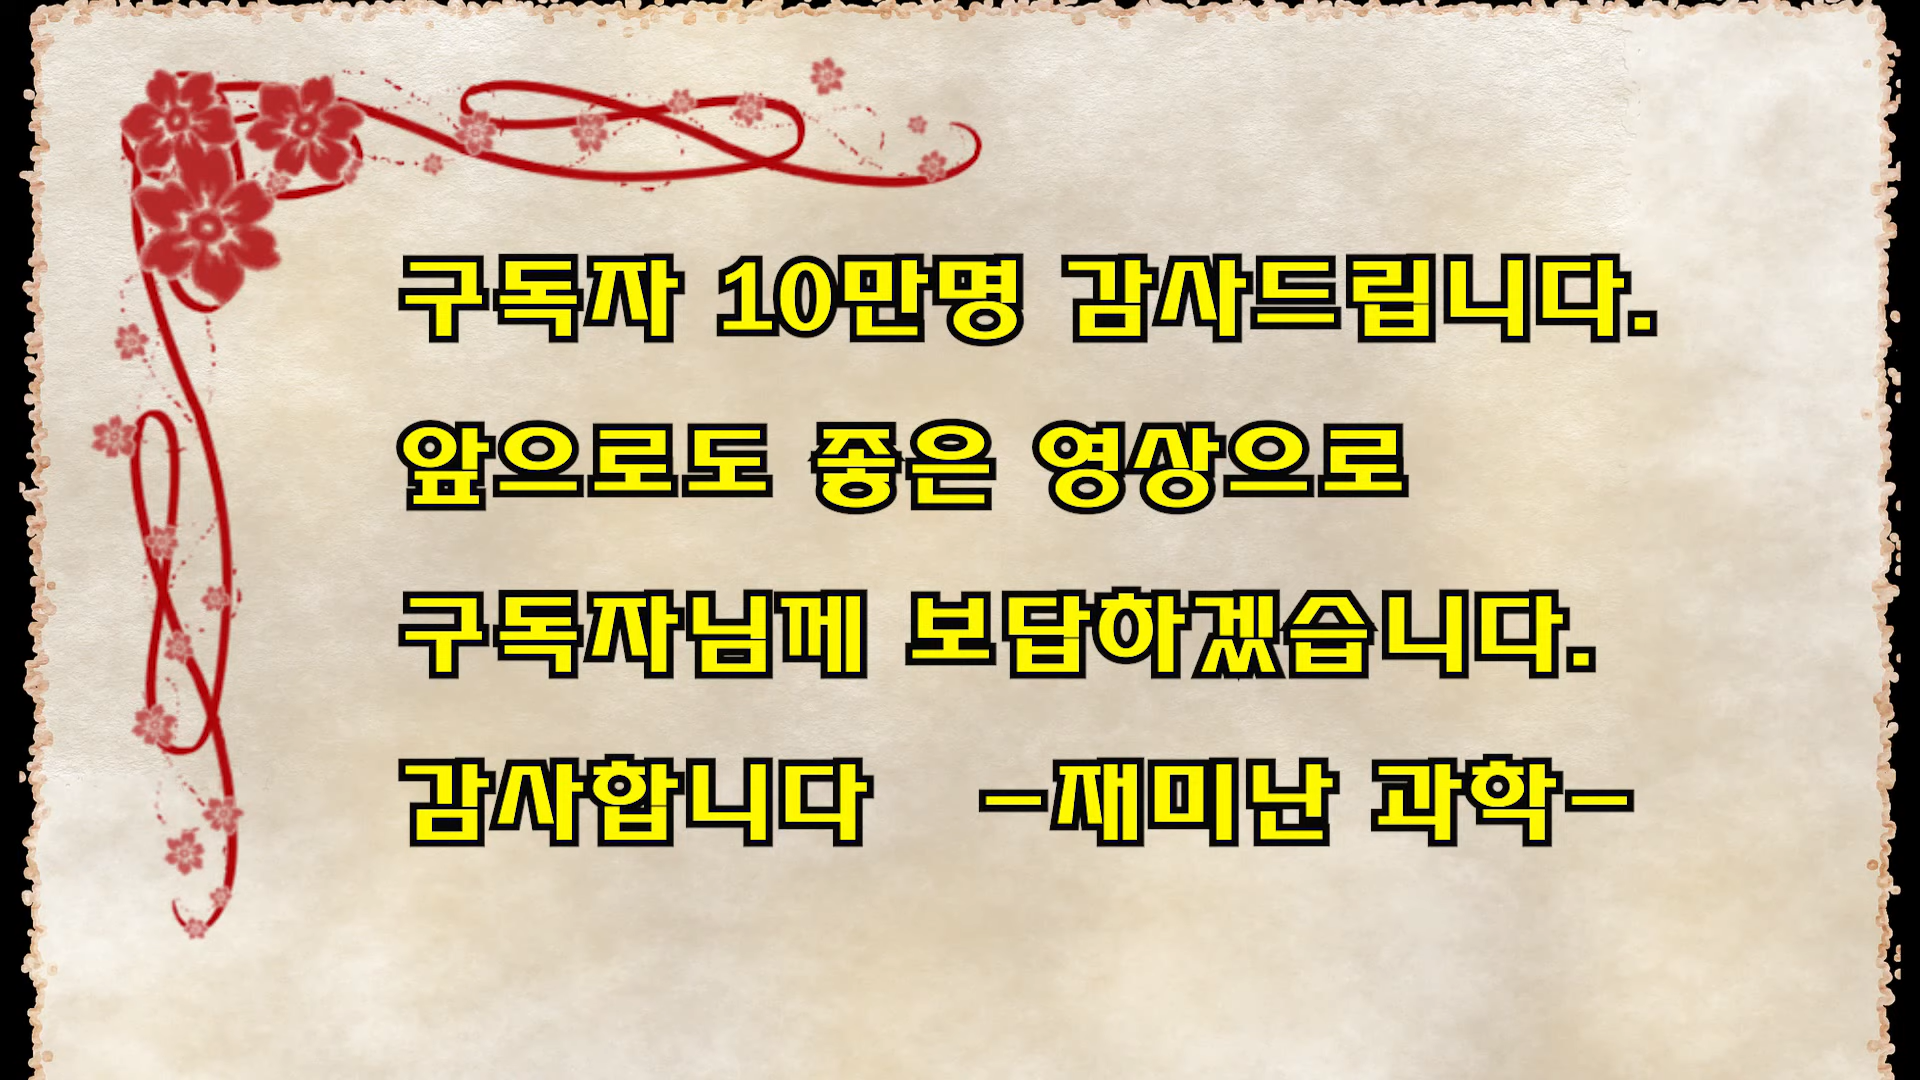 구독자 10만명 감사드립니다.
앞으로도 좋은 영상으로
구독자님께 보답하겠습니다.
감사합니다 -재미난 과학-